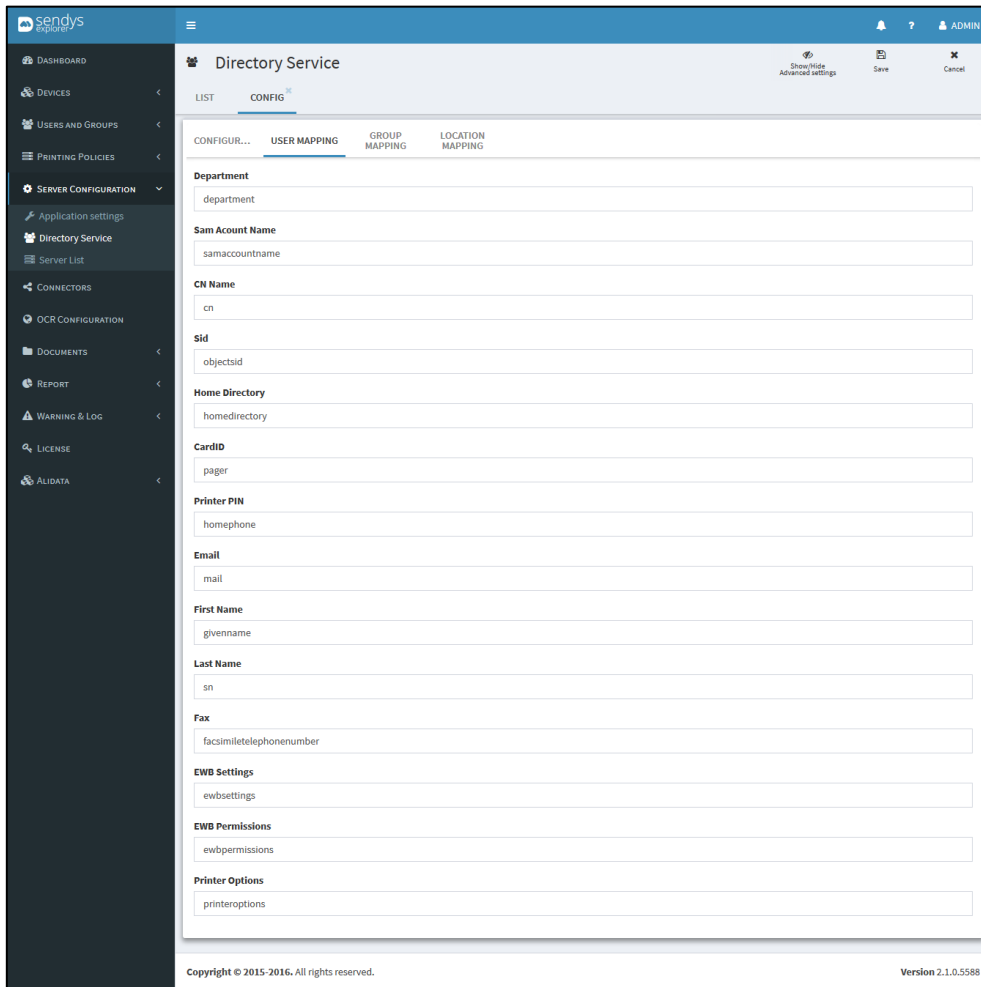 sendys
explorer
ADMIN
DASHBOARD
DEVICES
USERS AND GROUPS
PRINTING POLICIES
SERVER CONFIGURATION
Application settings
Directory Service
Server List
CONNECTORS
OCR CONFIGURATION
DOCUMENTS
REPORT
WARNING & LOG
LICENSE
ALIDATA
Directory Service
Show/Hide
Advanced settings
Save
Cancel
LIST
CONFIG
CONFIGUR...
USER MAPPING
GROUP
MAPPING
LOCATION
MAPPING
Department
department
Sam Acount Name
samaccountname
CN Name
cn
Sid
objectsid
Home Directory
homedirectory
CardID
pager
Printer PIN
homephone
Email
mail
First Name
givenname
Last Name
sn
Fax
facsimiletelephonenumber
EWB Settings
ewbsettings
EWB Permissions
ewbpermissions
Printer Options
printeroptions
Copyright © 2015-2016. All rights reserved.
Version 2.1.0.5588